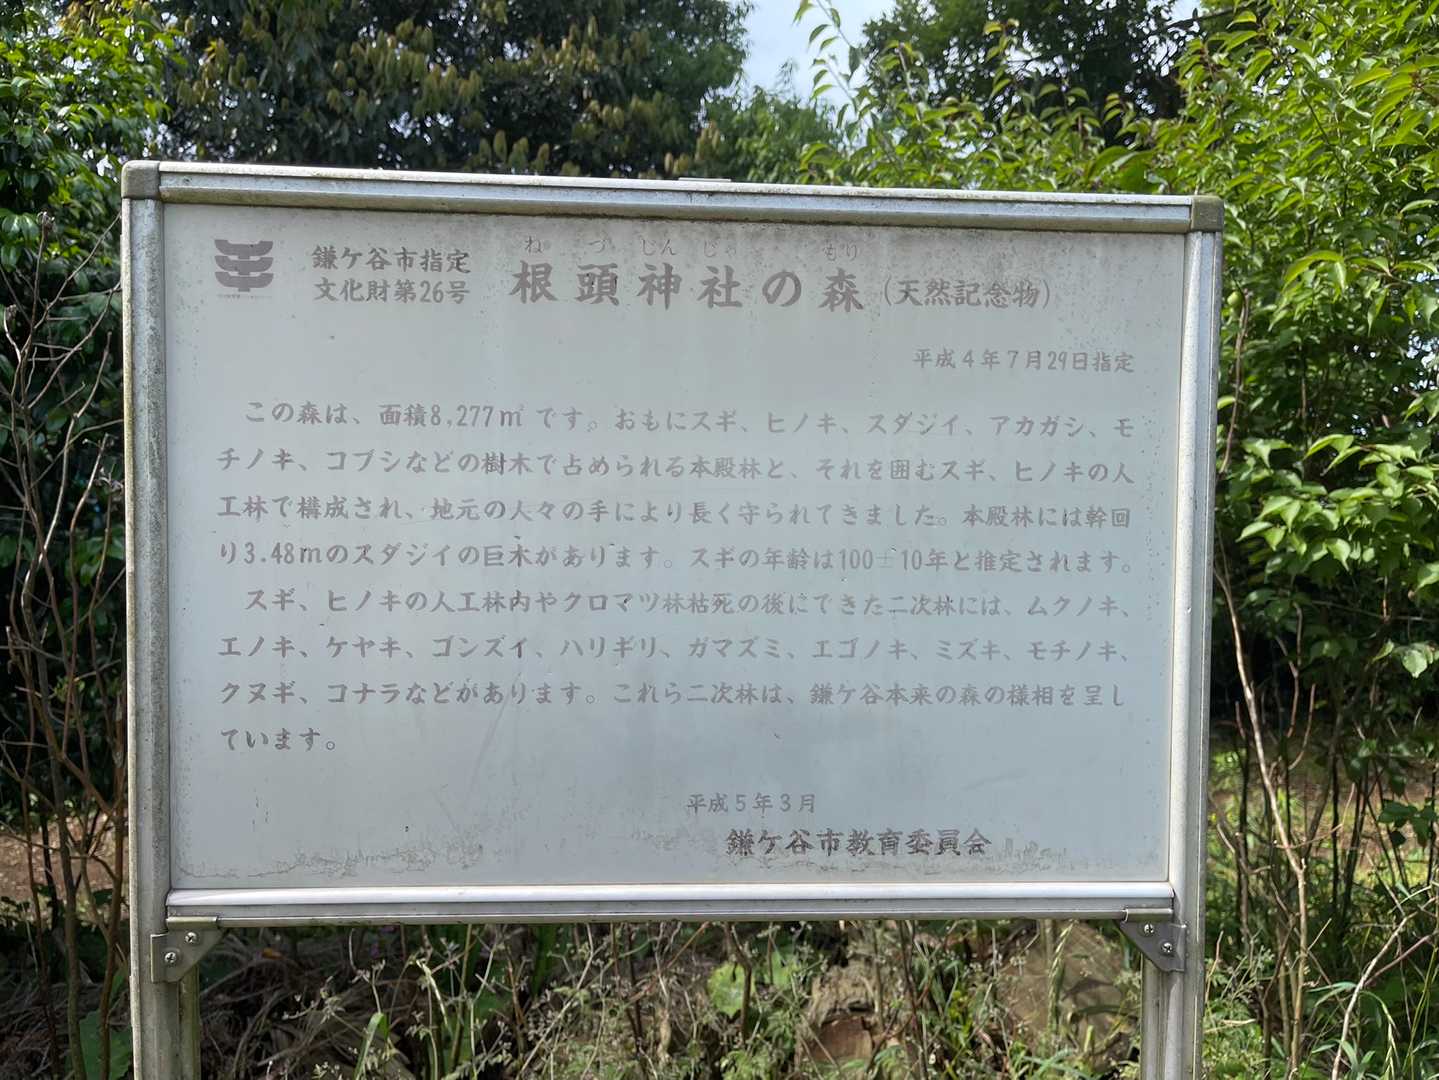 鎌ケ谷市指定
文化財第26号
ね づ じん じゃ もり
根頭神社の森（天然記念物）
平成4年7月29日指定
この森は、面積8,277㎡です。おもにスギ、ヒノキ、スダジイ、アカガシ、モ
チノキ、コブシなどの樹木で占められる本殿林と、それを囲むスギ、ヒノキの人
工林で構成され、地元の人々の手により長く守られてきました。本殿林には幹回
り3.48mのスダジイの巨木があります。スギの年齢は100±10年と推定されます。
スギ、ヒノキの人工林内やクロマツ林枯死の後にできた二次林には、ムクノキ、
エノキ、ケヤキ、ゴンズイ、ハリギリ、ガマズミ、エゴノキ、ミズキ、モチノキ、
クヌギ、コナラなどがあります。これら二次林は、鎌ケ谷本来の森の様相を呈し
ています。
平成5年3月
鎌ケ谷市教育委員会